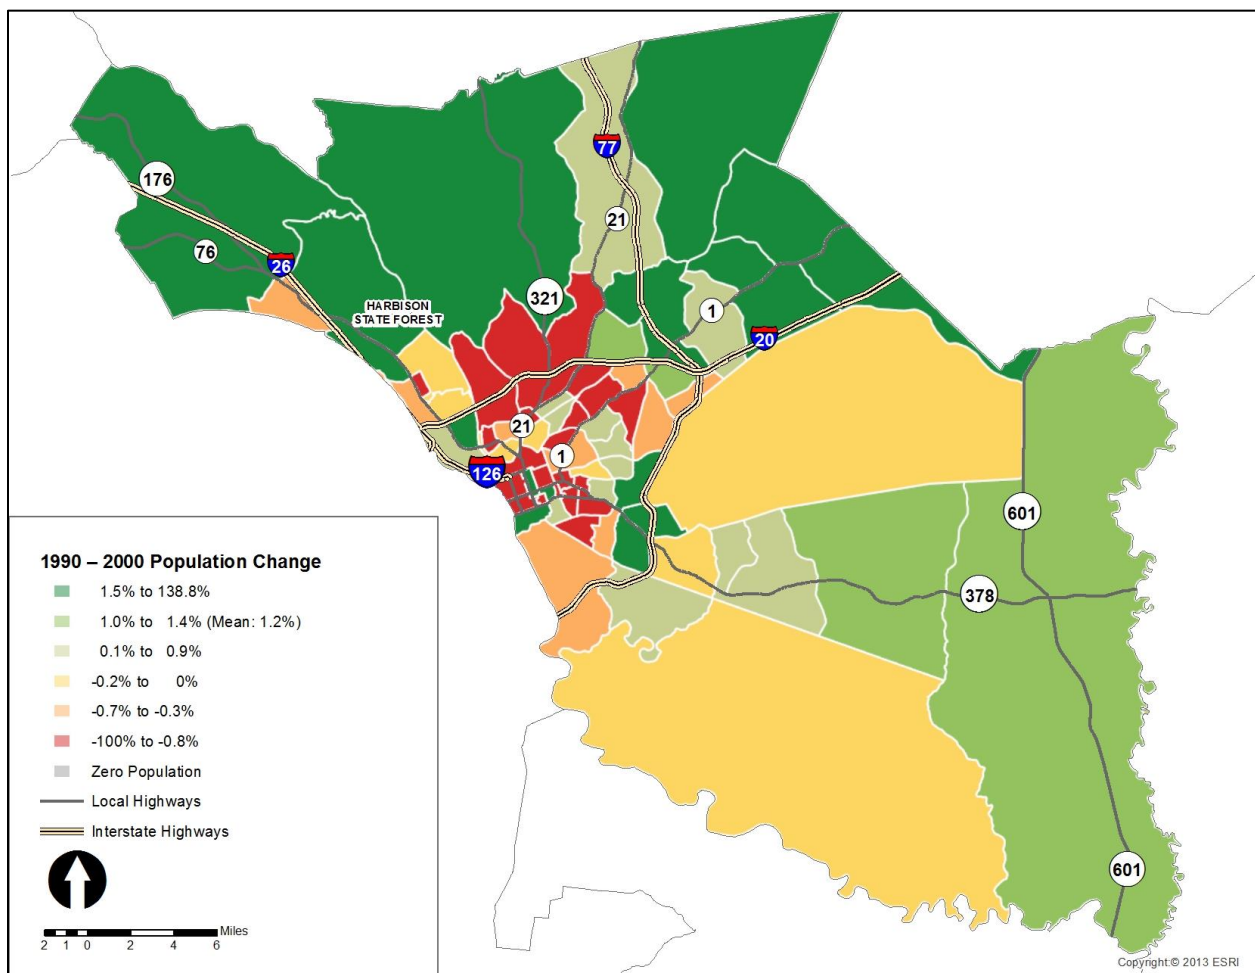 77
176
21
76
26
321
HARBISON
STATE FOREST
1
20
21
1
126
601
378
601
1990 – 2000 Population Change
1.5% to 138.8%
1.0% to 1.4% (Mean: 1.2%)
0.1% to 0.9%
-0.2% to 0%
-0.7% to -0.3%
-100% to -0.8%
Zero Population
Local Highways
Interstate Highways
Miles
2 1 0 2 4 6
Copyright:© 2013 ESRI